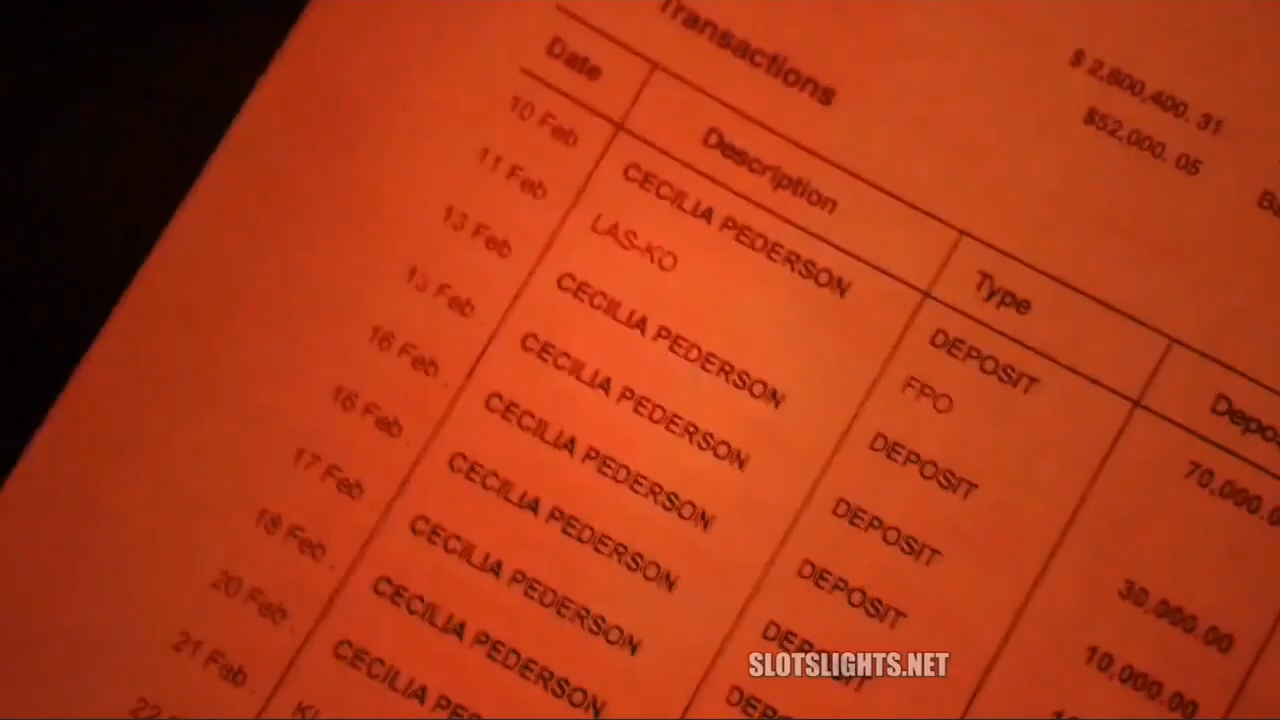 Transactions
$ 2,800,400. 31
$52,000. 05
Date Description Type
10 Feb CECILIA PEDERSON DEPOSIT 70,000.
11 Feb LAS-KO FPO
13 Feb CECILIA PEDERSON DEPOSIT 30,000.00
13 Feb CECILIA PEDERSON DEPOSIT 10,000.00
16 Feb CECILIA PEDERSON DEPOSIT
16 Feb CECILIA PEDERSON DEPOSIT
17 Feb CECILIA PEDERSON
18 Feb CECILIA PEDERSON
20 Feb CECILIA
21 Feb
22
SLOTSLIGHTS.NET